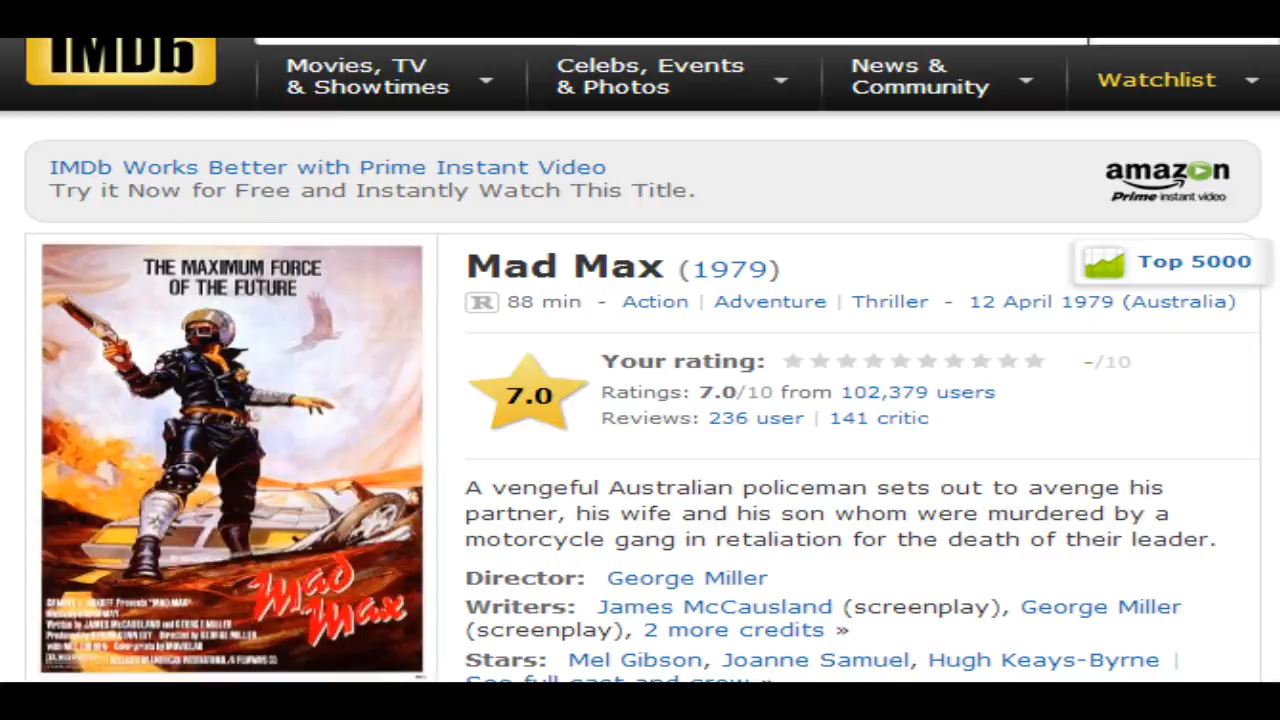 IMDb
Movies, TV
& Showtimes
Celebs, Events
& Photos
News &
Community
Watchlist
IMDb Works Better with Prime Instant Video
Try it Now for Free and Instantly Watch This Title.
amazon
Prime instant video
THE MAXIMUM FORCE
OF THE FUTURE
Mad
Max
Mad Max (1979)
Top 5000
R 88 min - Action | Adventure | Thriller - 12 April 1979 (Australia)
7.0
Your rating: -/10
Ratings: 7.0/10 from 102,379 users
Reviews: 236 user | 141 critic
A vengeful Australian policeman sets out to avenge his
partner, his wife and his son whom were murdered by a
motorcycle gang in retaliation for the death of their leader.
Director: George Miller
Writers: James McCausland (screenplay), George Miller
(screenplay), 2 more credits »
Stars: Mel Gibson, Joanne Samuel, Hugh Keays-Byrne |
See full cast and crew »